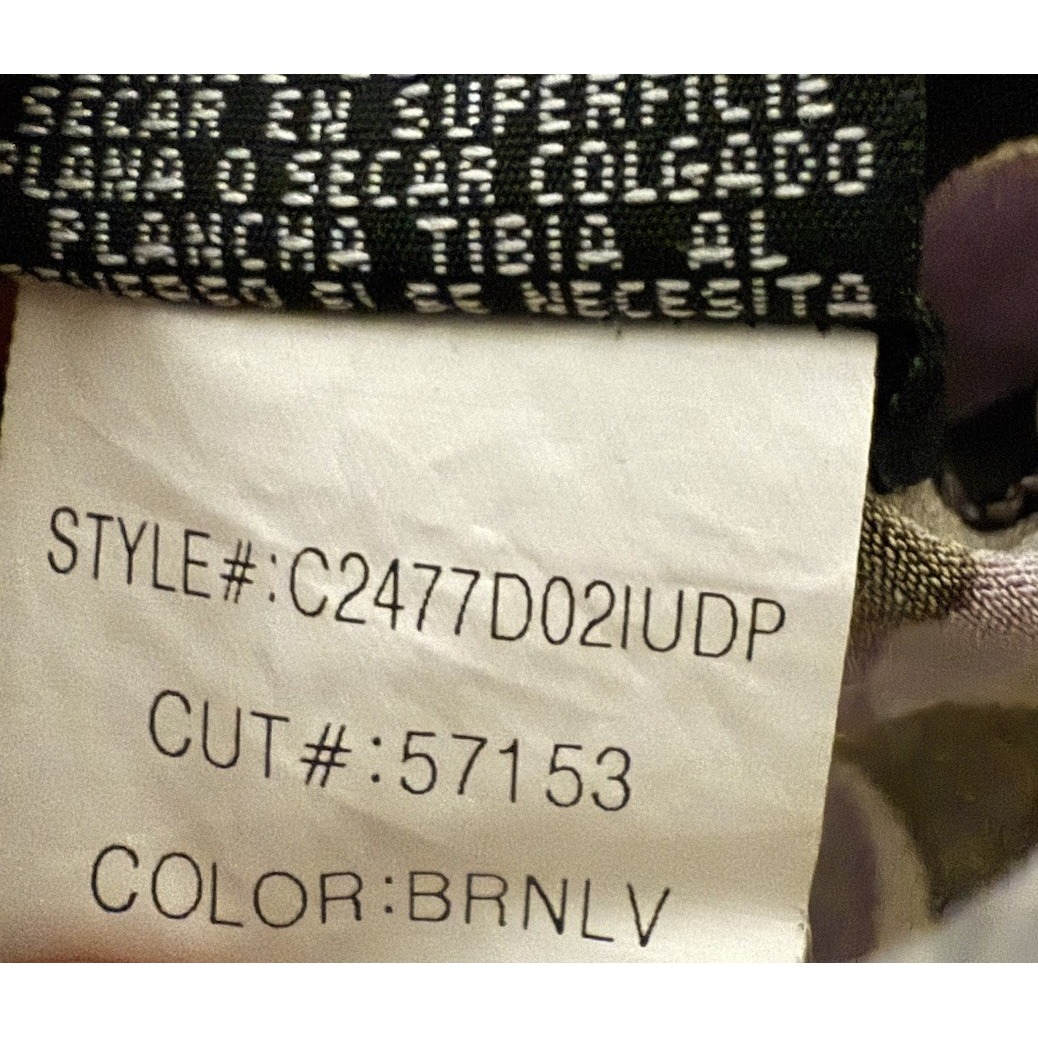 SECAR EN SUPERFICIE
PLANA O SECAR COLGADO
PLANCHA TIBIA AL
SI SE NECESITA
STYLE#:C2477D02IUDP
CUT#:57153
COLOR:BRNLV